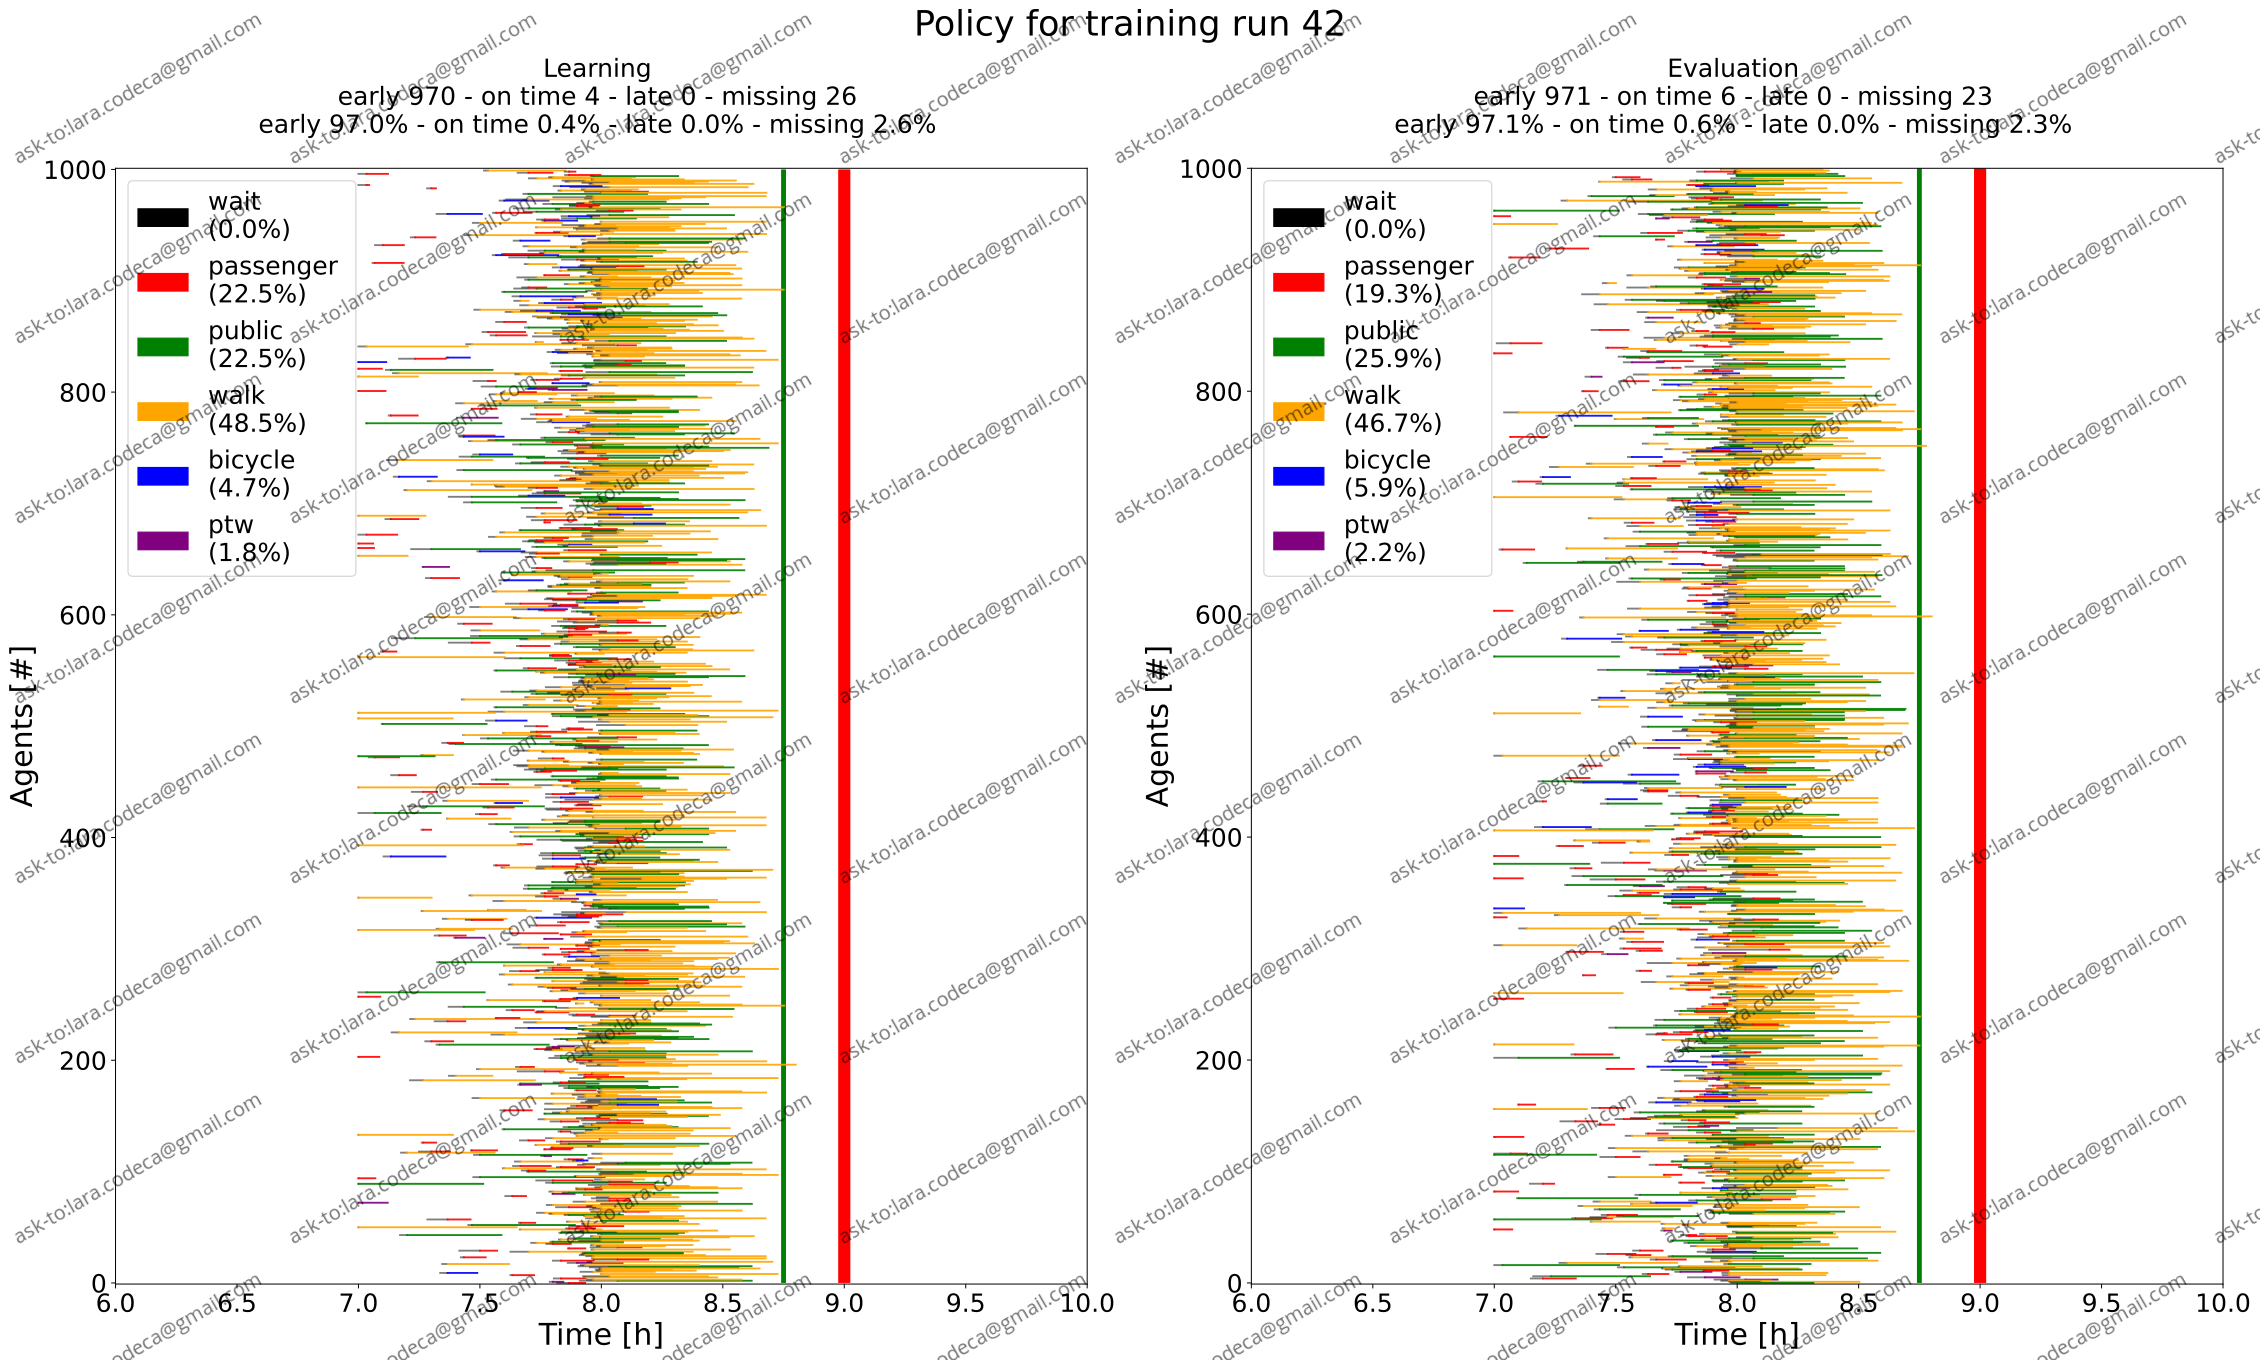 Policy for training run 42
Learning
early 970 - on time 4 - late 0 - missing 26
early 97.0% - on time 0.4% - late 0.0% - missing 2.6%
1000
800
600
400
200
0
Agents [#]
wait
(0.0%)
passenger
(22.5%)
public
(22.5%)
walk
(48.5%)
bicycle
(4.7%)
ptw
(1.8%)
6.0 6.5 7.0 7.5 8.0 8.5 9.0 9.5 10.0
Time [h]
Evaluation
early 971 - on time 6 - late 0 - missing 23
early 97.1% - on time 0.6% - late 0.0% - missing 2.3%
1000
800
600
400
200
0
Agents [#]
wait
(0.0%)
passenger
(19.3%)
public
(25.9%)
walk
(46.7%)
bicycle
(5.9%)
ptw
(2.2%)
6.0 6.5 7.0 7.5 8.0 8.5 9.0 9.5 10.0
Time [h]
ask-to:lara.codeca@gmail.com